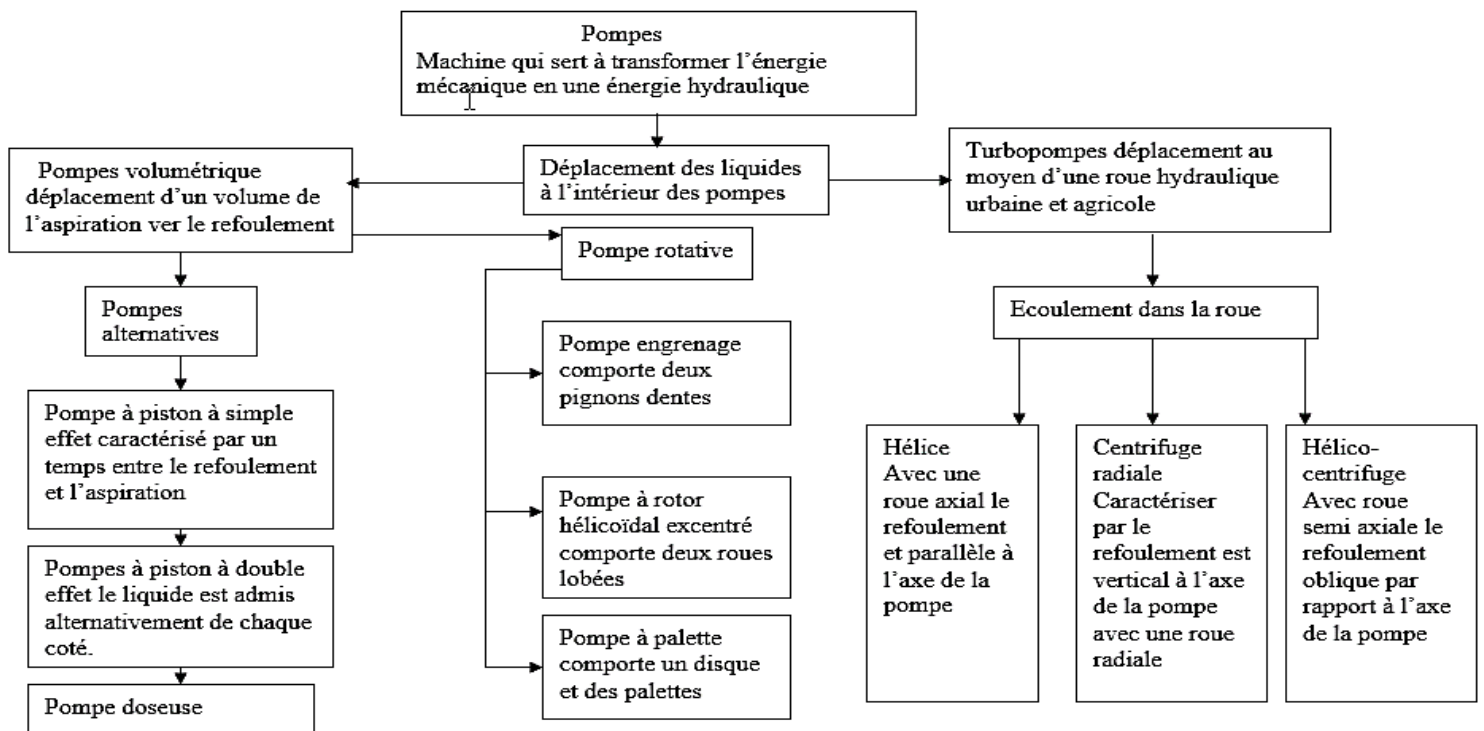 Pompes
Machine qui sert à transformer l'énergie
mécanique en une énergie hydraulique
Pompes volumétrique
déplacement d'un volume de
l'aspiration ver le refoulement
Déplacement des liquides
à l'intérieur des pompes
Turbopompes déplacement au
moyen d'une roue hydraulique
urbaine et agricole
Pompe rotative
Pompes
alternatives
Ecoulement dans la roue
Pompe à piston à simple
effet caractérisé par un
temps entre le refoulement
et l'aspiration
Pompes à piston à double
effet le liquide est admis
alternativement de chaque
coté.
Pompe doseuse
Pompe engrenage
comporte deux
pignons dentes
Pompe à rotor
hélicoïdal excentré
comporte deux roues
lobées
Pompe à palette
comporte un disque
et des palettes
Hélice
Avec une
roue axial le
refoulement
et parallèle à
l'axe de la
pompe
Centrifuge
radiale
Caractériser
par le
refoulement est
vertical à l'axe
de la pompe
avec une roue
radiale
Hélico-
centrifuge
Avec roue
semi axiale le
refoulement
oblique par
rapport à l'axe
de la pompe